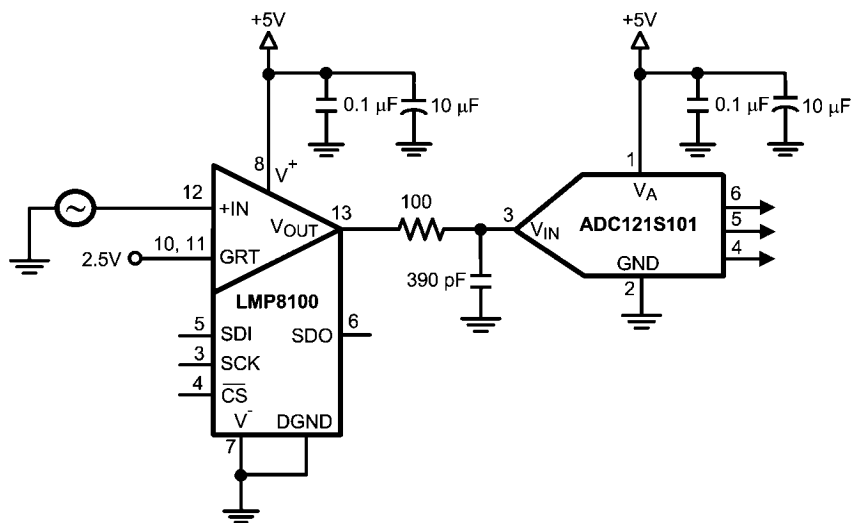 +5V
+5V
0.1 μF
10 μF
0.1 μF
10 μF
8
V+
1
12
+IN
VOUT
13
100
3
VIN
VA
ADC121S101
6
5
4
2.5V
10, 11
GRT
GND
2
390 pF
LMP8100
5
SDI
SDO
6
3
SCK
4
CS
V-
DGND
7